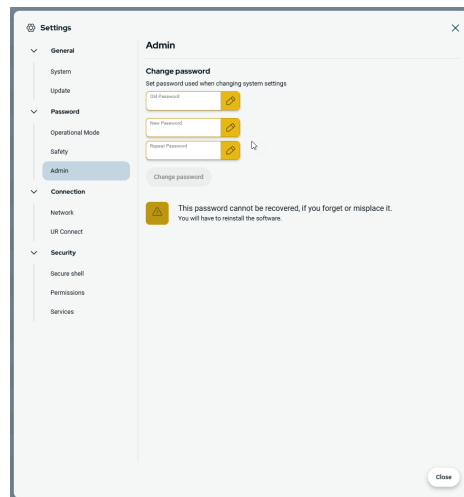 Settings
General
System
Update
Password
Operational Mode
Safety
Admin
Connection
Network
UR Connect
Security
Secure shell
Permissions
Services
Admin
Change password
Set password used when changing system settings
Old Password
New Password
Repeat Password
Change password
This password cannot be recovered, if you forget or misplace it.
You will have to reinstall the software.
Close